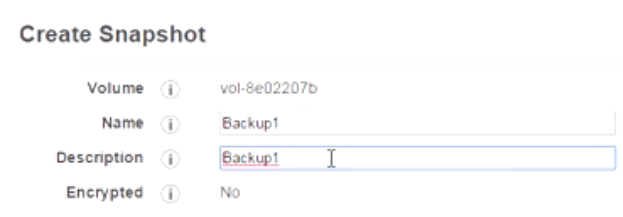 Create Snapshot
Volume i vol-8e02207b
Name i Backup1
Description i Backup1
Encrypted i No